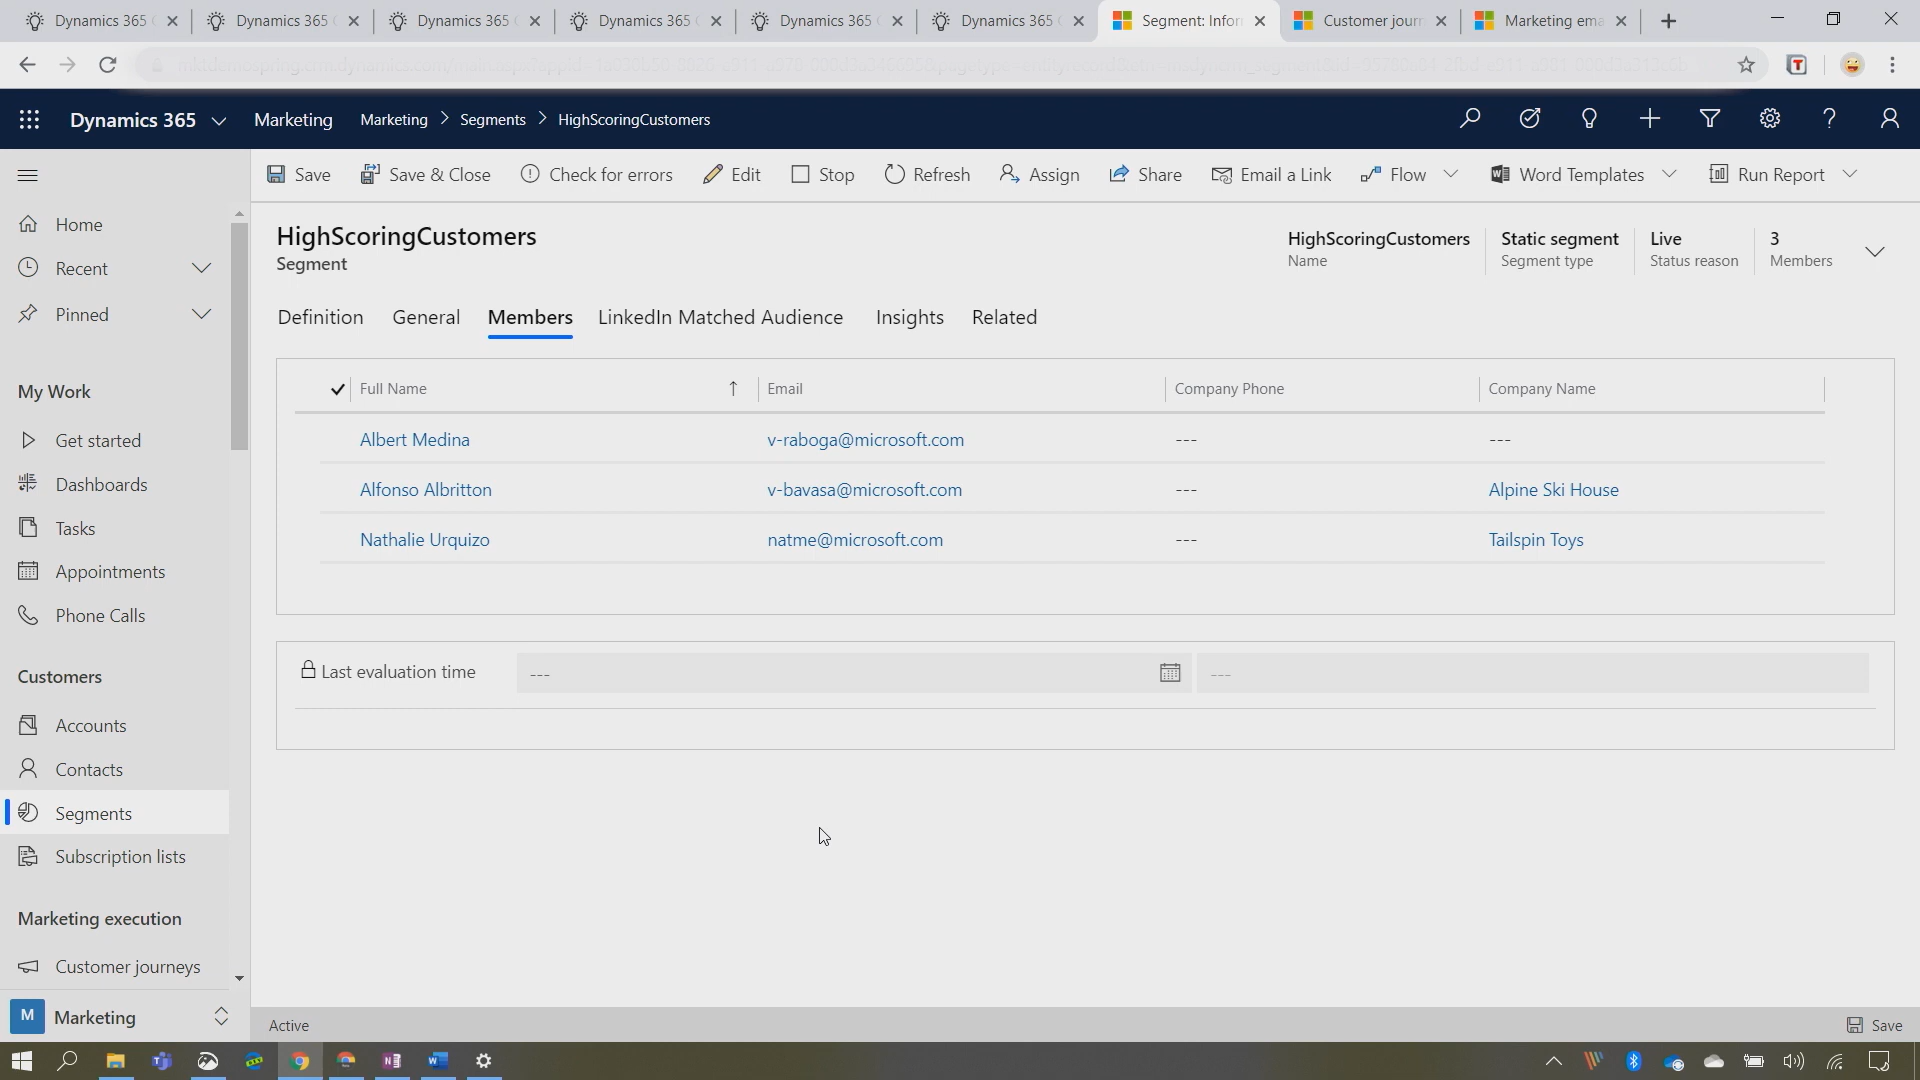 Dynamics 365 Dynamics 365 Dynamics 365 Dynamics 365 Dynamics 365 Dynamics 365 Segment: Infor Customer jour Marketing ema
Dynamics 365 Marketing Marketing > Segments > HighScoringCustomers
Save Save & Close Check for errors Edit Stop Refresh Assign Share Email a Link Flow Word Templates Run Report
Home
Recent
Pinned
My Work
Get started
Dashboards
Tasks
Appointments
Phone Calls
Customers
Accounts
Contacts
Segments
Subscription lists
Marketing execution
Customer journeys
M Marketing
HighScoringCustomers
Segment
HighScoringCustomers Static segment Live 3
Name Segment type Status reason Members
Definition General Members LinkedIn Matched Audience Insights Related
Full Name Email Company Phone Company Name
Albert Medina v-raboga@microsoft.com --- ---
Alfonso Albritton v-bavasa@microsoft.com --- Alpine Ski House
Nathalie Urquizo natme@microsoft.com --- Tailspin Toys
Last evaluation time --- ---
Active Save